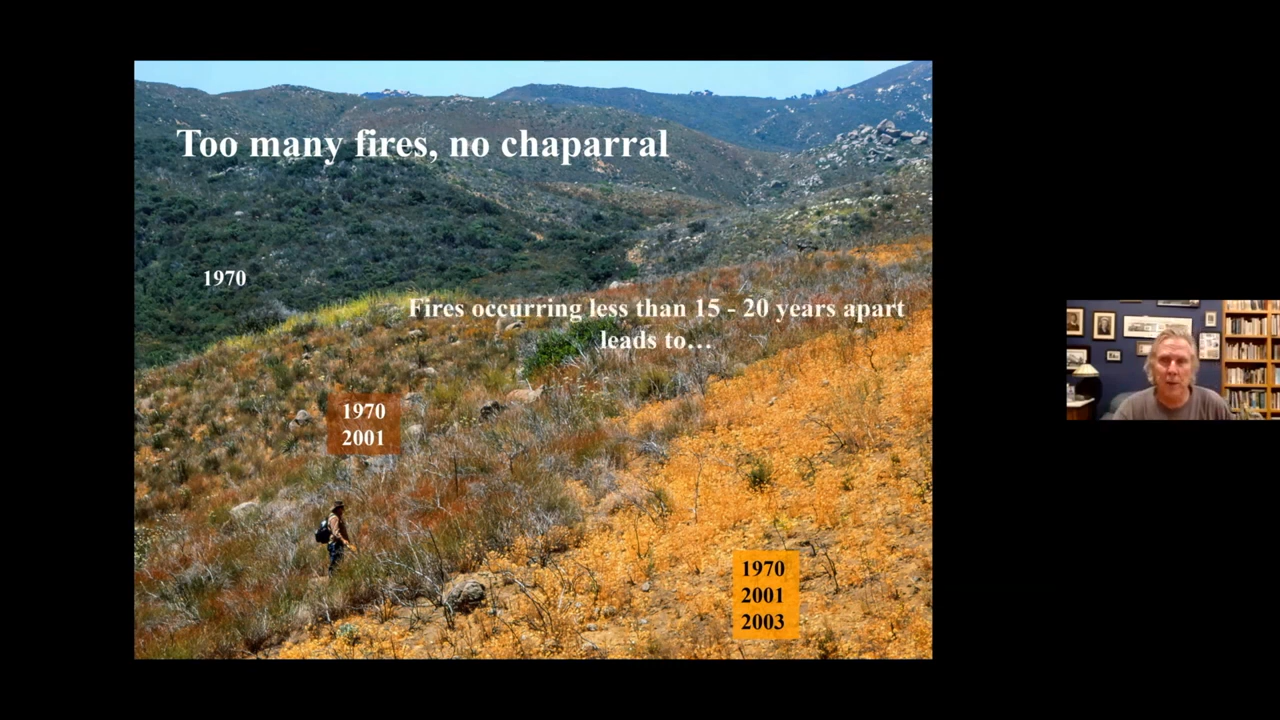 Too many fires, no chaparral
1970
Fires occurring less than 15 - 20 years apart
leads to…
1970
2001
1970
2001
2003